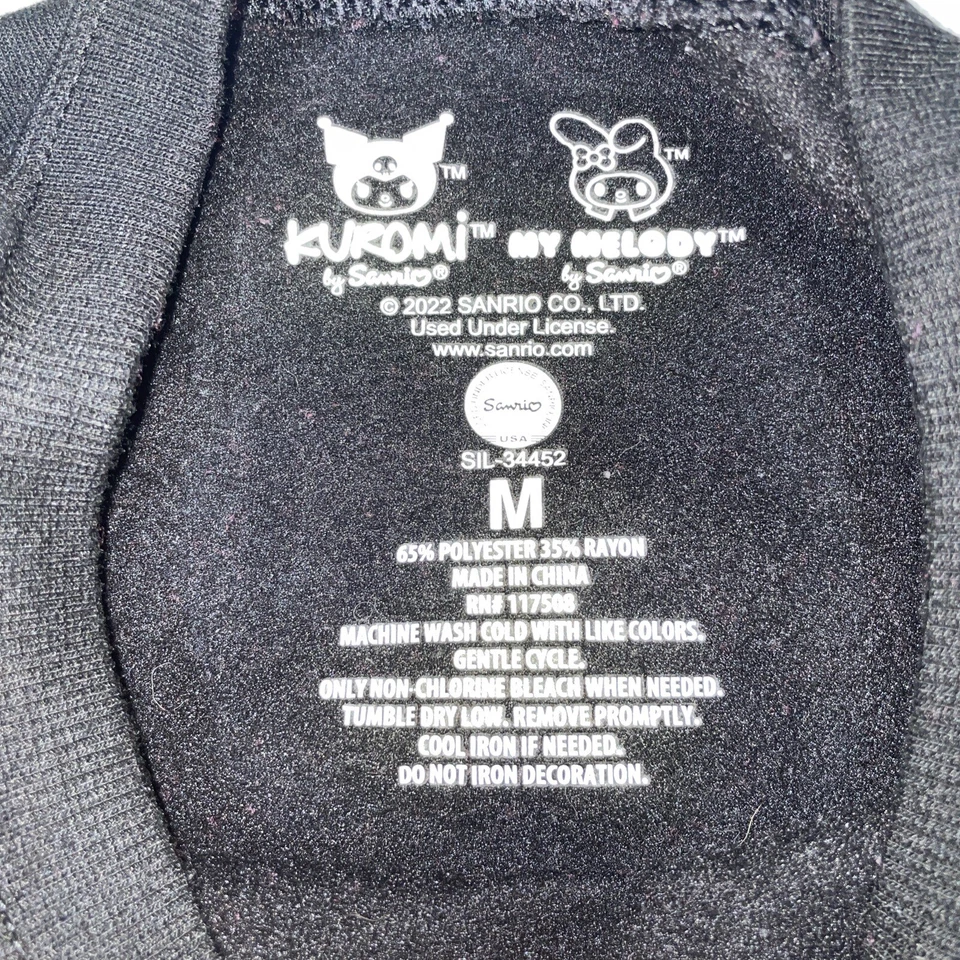 TM TM
KUROMi™ MY MELODY™
by Sanrio® by Sanrio®
© 2022 SANRIO CO., LTD.
Used Under License.
www.sanrio.com
Sanrio
USA
SIL-34452
M
65% POLYESTER 35% RAYON
MADE IN CHINA
RN# 117508
MACHINE WASH COLD WITH LIKE COLORS.
GENTLE CYCLE.
ONLY NON-CHLORINE BLEACH WHEN NEEDED.
TUMBLE DRY LOW. REMOVE PROMPTLY.
COOL IRON IF NEEDED.
DO NOT IRON DECORATION.